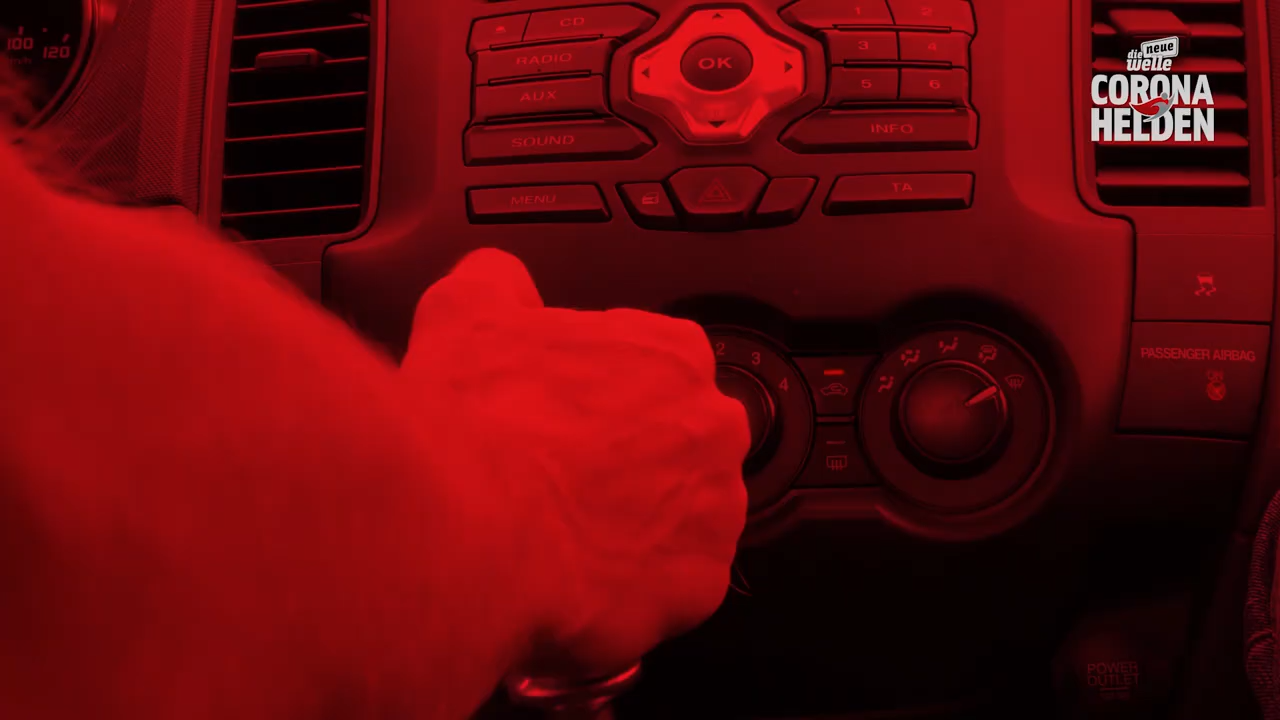 100 120
CD
RADIO
AUX
SOUND
MENU
OK
1 2
3 4
5 6
INFO
TA
die neue
welle
CORONA
HELDEN
2 3 4
PASSENGER AIRBAG
POWER
OUTLET